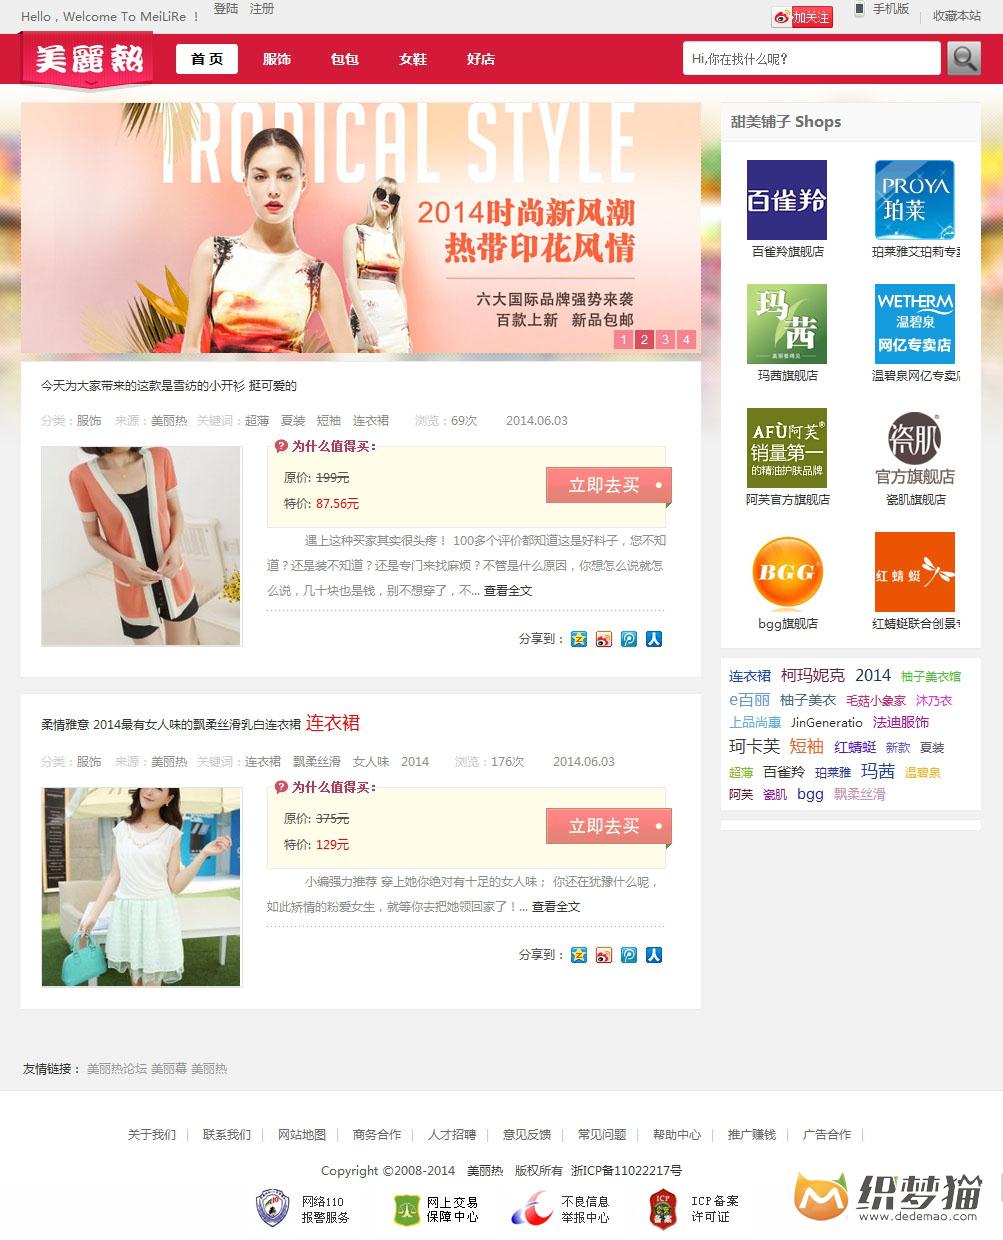 Hello , Welcome To MeiLiRe ！ 登陆 注册 加关注 手机版 收藏本站
美麗熱 首 页 服饰 包包 女鞋 好店 Hi,你在找什么呢?
TROPICAL STYLE
2014时尚新风潮
热带印花风情
六大国际品牌强势来袭
百款上新 新品包邮
1 2 3 4
今天为大家带来的这款是雪纺的小开衫 挺可爱的
分类：服饰 来源：美丽热 关键词：超薄 夏装 短袖 连衣裙 浏览：69次 2014.06.03
? 为什么值得买：
原价: 199元
特价: 87.56元
立即去买
遇上这种买家其实很头疼！ 100多个评价都知道这是好料子，您不知
道？还是装不知道？还是专门来找麻烦？不管是什么原因，你想怎么说就怎
么说，几十块也是钱，别不想穿了，不... 查看全文
分享到：
柔情雅意 2014最有女人味的飘柔丝滑乳白连衣裙 连衣裙
分类：服饰 来源：美丽热 关键词：连衣裙 飘柔丝滑 女人味 2014 浏览：176次 2014.06.03
? 为什么值得买：
原价: 375元
特价: 129元
立即去买
小编强力推荐 穿上她你绝对有十足的女人味； 你还在犹豫什么呢，
如此矫情的粉爱女生，就等你去把她领回家了！... 查看全文
分享到：
甜美铺子 Shops
百雀羚
PROYA
珀莱
百雀羚旗舰店 珀莱雅艾珀莉专卖
玛茜
WETHERM
温碧泉
网亿专卖店
玛茜旗舰店 温碧泉网亿专卖店
AFÙ阿芙®
销量第一
的精油护肤品牌
瓷肌
官方旗舰店
阿芙官方旗舰店 瓷肌旗舰店
BGG
红蜻蜓
bgg旗舰店 红蜻蜓联合创景专
连衣裙 柯玛妮克 2014 柚子美衣馆
e百丽 柚子美衣 毛菇小象家 沐乃衣
上品尚惠 JinGeneratio 法迪服饰
珂卡芙 短袖 红蜻蜓 新款 夏装
超薄 百雀羚 珀莱雅 玛茜 温碧泉
阿芙 瓷肌 bgg 飘柔丝滑
友情链接： 美丽热论坛 美丽幕 美丽热
关于我们 | 联系我们 | 网站地图 | 商务合作 | 人才招聘 | 意见反馈 | 常见问题 | 帮助中心 | 推广赚钱 | 广告合作 |
Copyright ©2008-2014 美丽热 版权所有 浙ICP备11022217号
网络110
报警服务
网上交易
保障中心
不良信息
举报中心
ICP
备案
ICP备案
许可证
织梦猫
www.dedemao.com